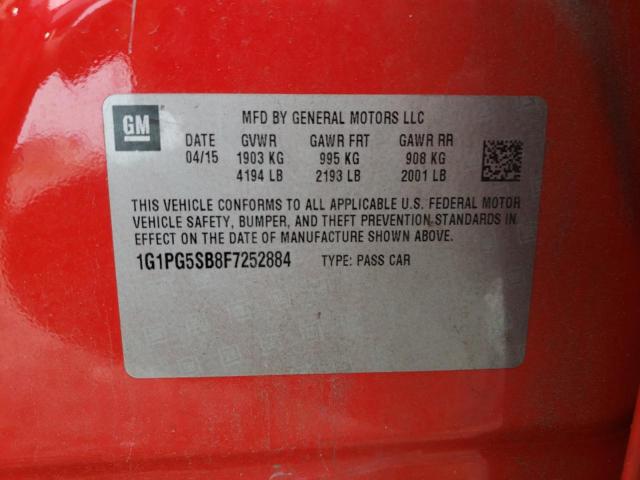 GM
MFD BY GENERAL MOTORS LLC
DATE GVWR GAWR FRT GAWR RR
04/15 1903 KG 995 KG 908 KG
4194 LB 2193 LB 2001 LB
THIS VEHICLE CONFORMS TO ALL APPLICABLE U.S. FEDERAL MOTOR
VEHICLE SAFETY, BUMPER, AND THEFT PREVENTION STANDARDS IN
EFFECT ON THE DATE OF MANUFACTURE SHOWN ABOVE.
1G1PG5SB8F7252884 TYPE: PASS CAR